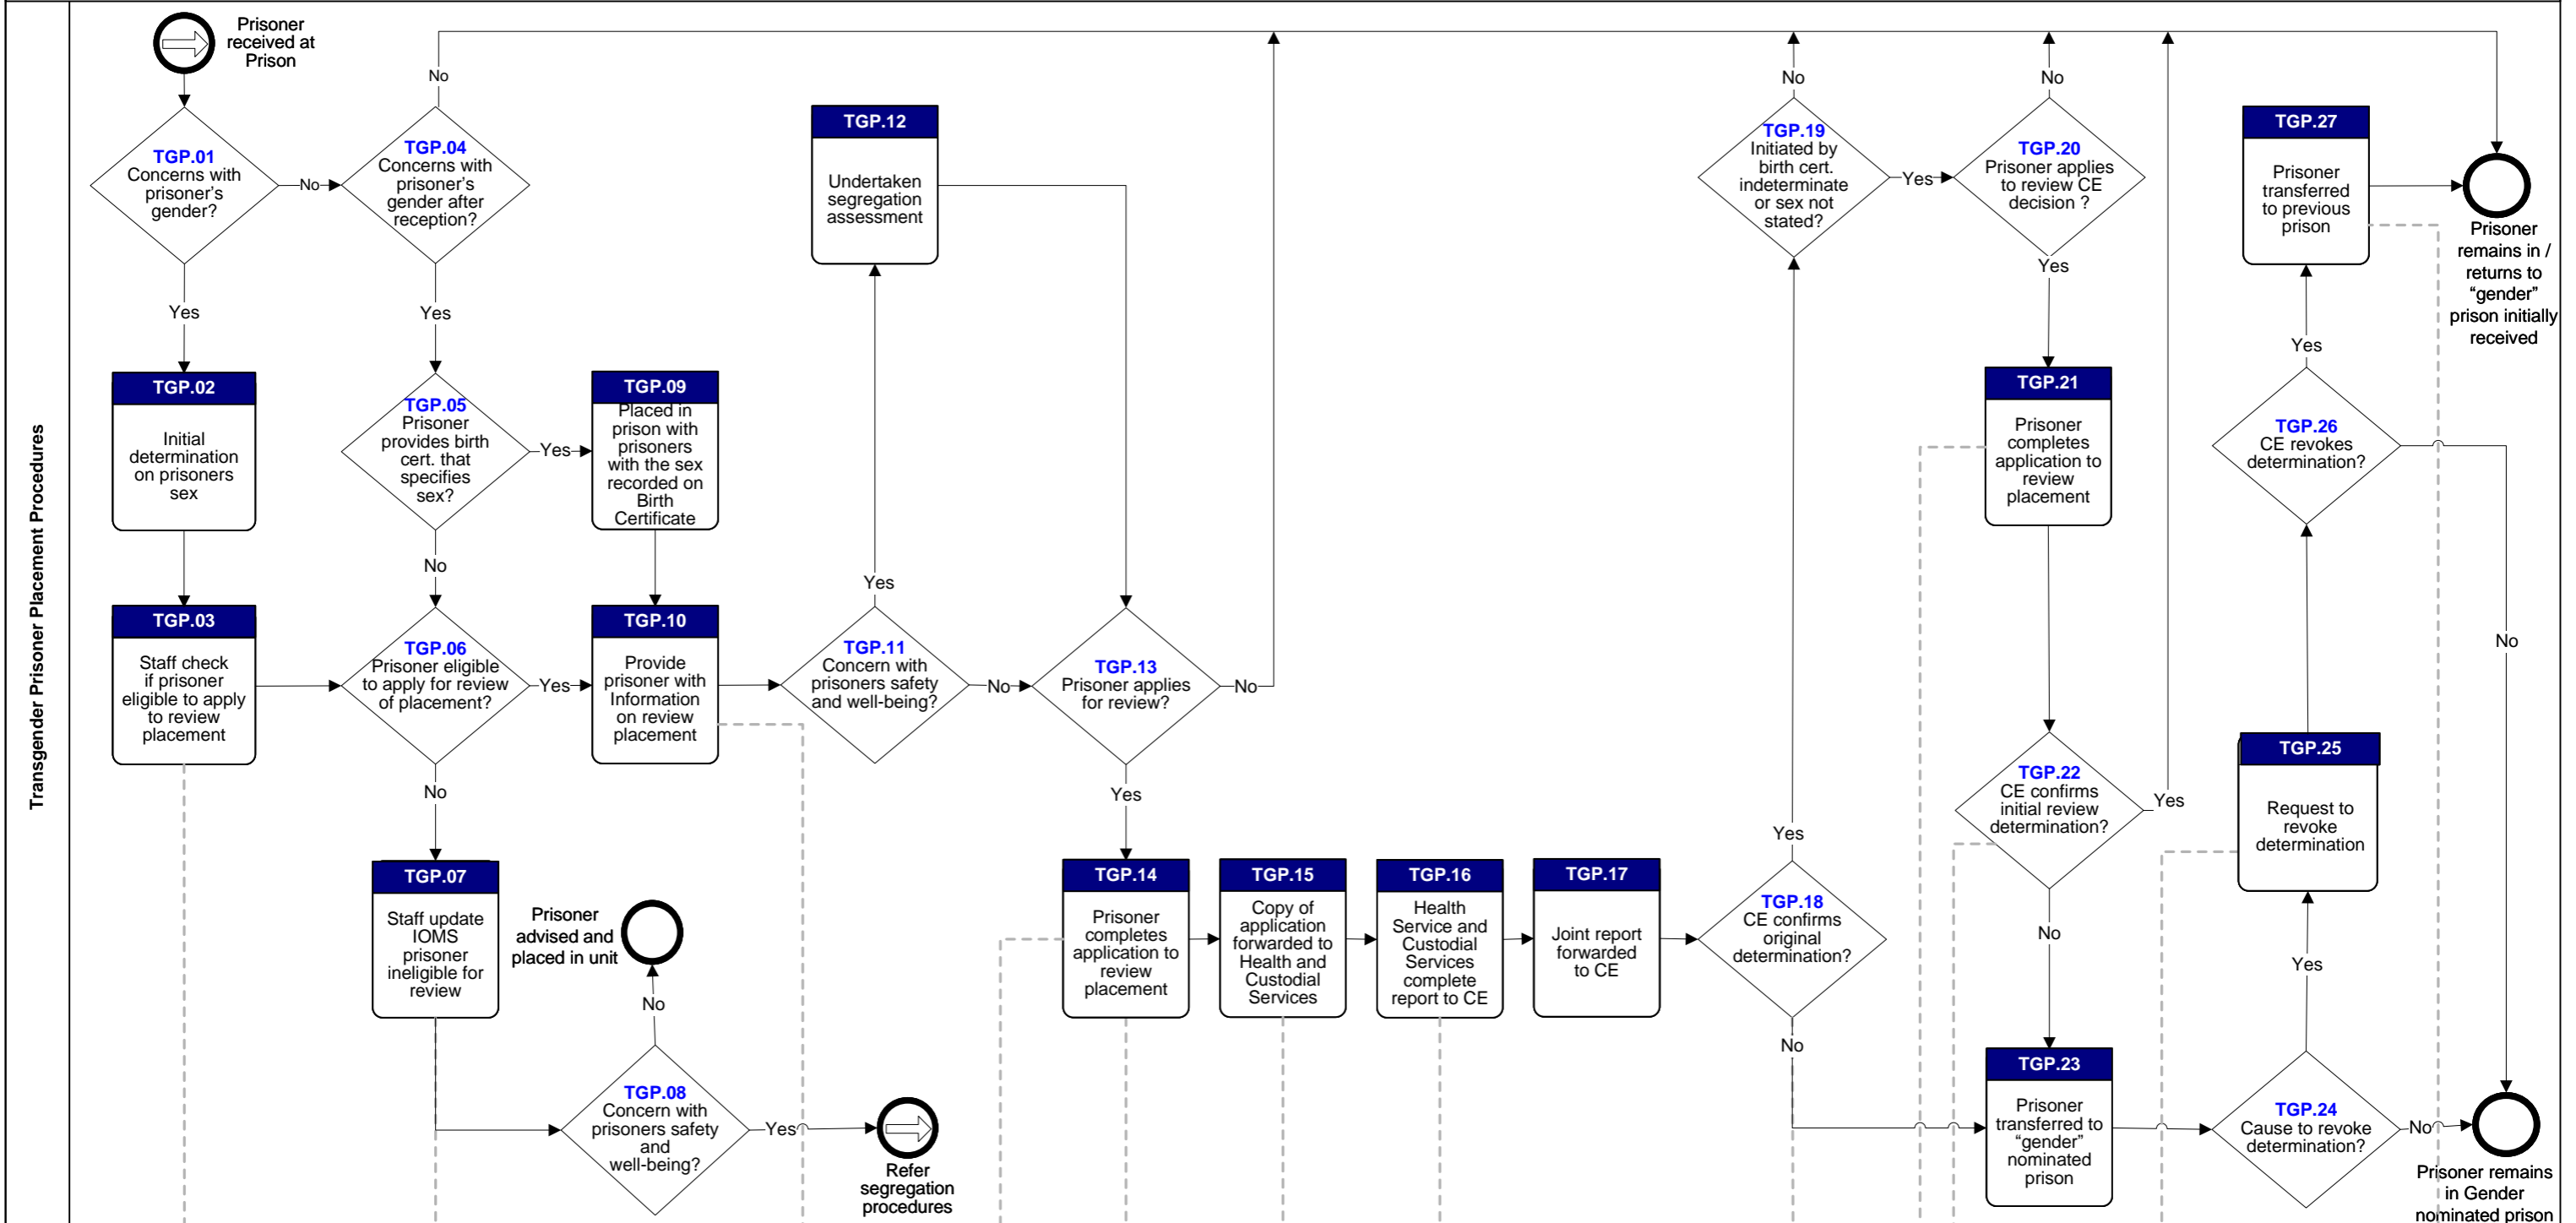 Transgender Prisoner Placement Procedures
Prisoner
received at
Prison
TGP.01
Concerns with
prisoner's
gender?
No
Yes
TGP.02
Initial
determination
on prisoners
sex
TGP.03
Staff check
if prisoner
eligible to apply
to review
placement
No
TGP.04
Concerns with
prisoner's
gender after
reception?
Yes
TGP.05
Prisoner
provides birth
cert. that
specifies
sex?
Yes
No
TGP.06
Prisoner eligible
to apply for review
of placement?
Yes
No
TGP.07
Staff update
IOMS
prisoner
ineligible for
review
Prisoner
advised and
placed in unit
No
TGP.08
Concern with
prisoners safety
and
well-being?
Yes
Refer
segregation
procedures
TGP.09
Placed in
prison with
prisoners
with the sex
recorded on
Birth
Certificate
TGP.10
Provide
prisoner with
Information
on review
placement
TGP.11
Concern with
prisoners safety
and well-being?
Yes
No
TGP.12
Undertaken
segregation
assessment
TGP.13
Prisoner applies
for review?
No
Yes
TGP.14
Prisoner
completes
application to
review
placement
TGP.15
Copy of
application
forwarded to
Health and
Custodial
Services
TGP.16
Health
Service and
Custodial
Services
complete
report to CE
TGP.17
Joint report
forwarded
to CE
TGP.18
CE confirms
original
determination?
Yes
No
No
TGP.19
Initiated by
birth cert.
indeterminate
or sex not
stated?
Yes
No
TGP.20
Prisoner applies
to review CE
decision ?
Yes
TGP.21
Prisoner
completes
application to
review
placement
TGP.22
CE confirms
initial review
determination?
Yes
No
TGP.23
Prisoner
transferred to
“gender”
nominated
prison
TGP.24
Cause to revoke
determination?
No
Yes
TGP.25
Request to
revoke
determination
TGP.26
CE revokes
determination?
Yes
No
TGP.27
Prisoner
transferred
to previous
prison
Prisoner
remains in /
returns to
“gender”
prison initially
received
Prisoner remains
in Gender
nominated prison